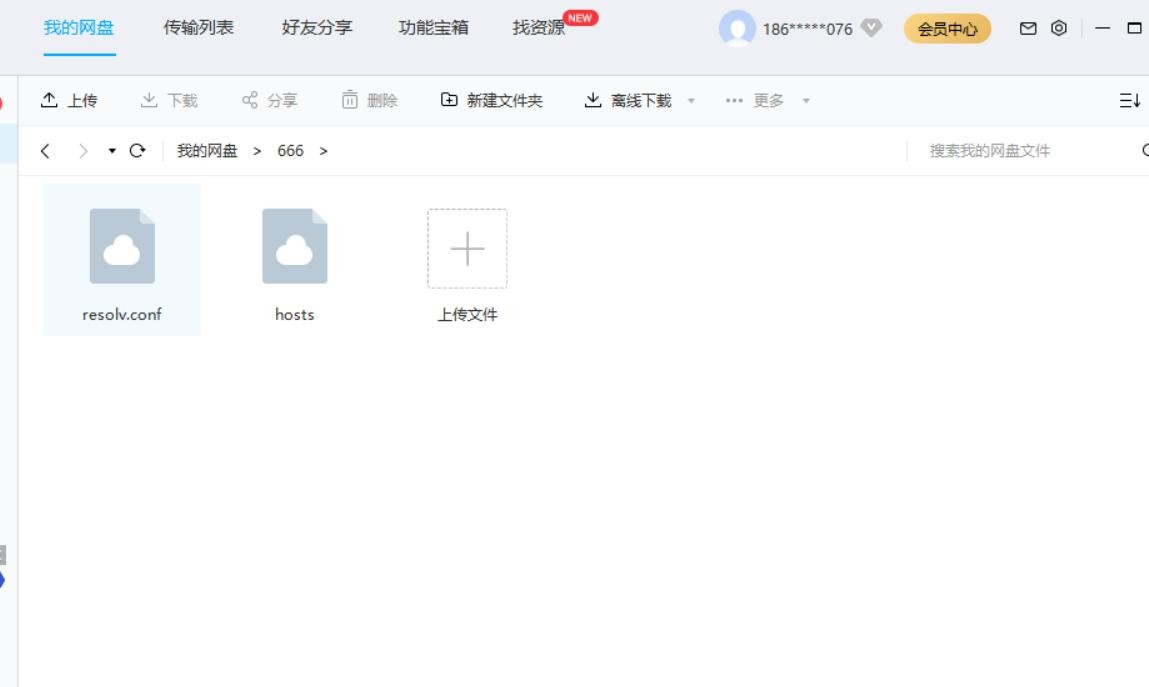 我的网盘 传输列表 好友分享 功能宝箱 找资源 NEW 186*****076 会员中心
上传 下载 分享 删除 新建文件夹 离线下载 ··· 更多
我的网盘 > 666 > 搜索我的网盘文件
resolv.conf hosts 上传文件